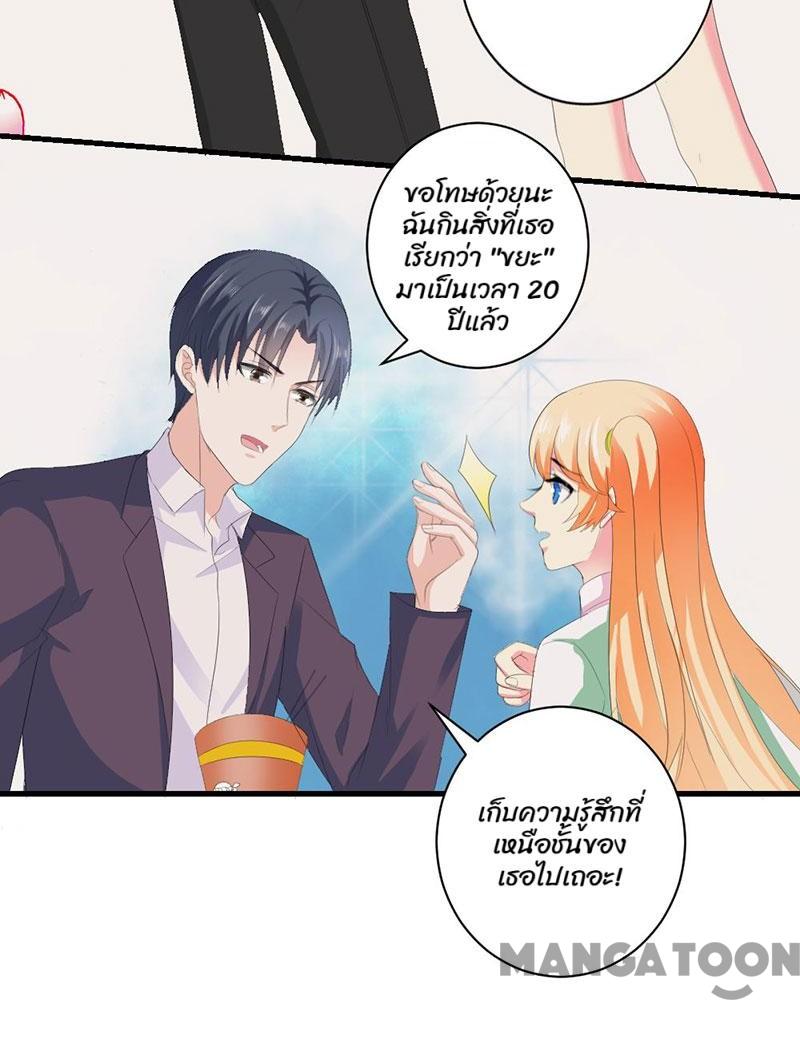 ขอโทษด้วยนะ
ฉันกินสิ่งที่เธอ
เรียกว่า "ขยะ"
มาเป็นเวลา 20
ปีแล้ว
เก็บความรู้สึกที่
เหนือชั้นของ
เธอไปเถอะ!
MANGATOON